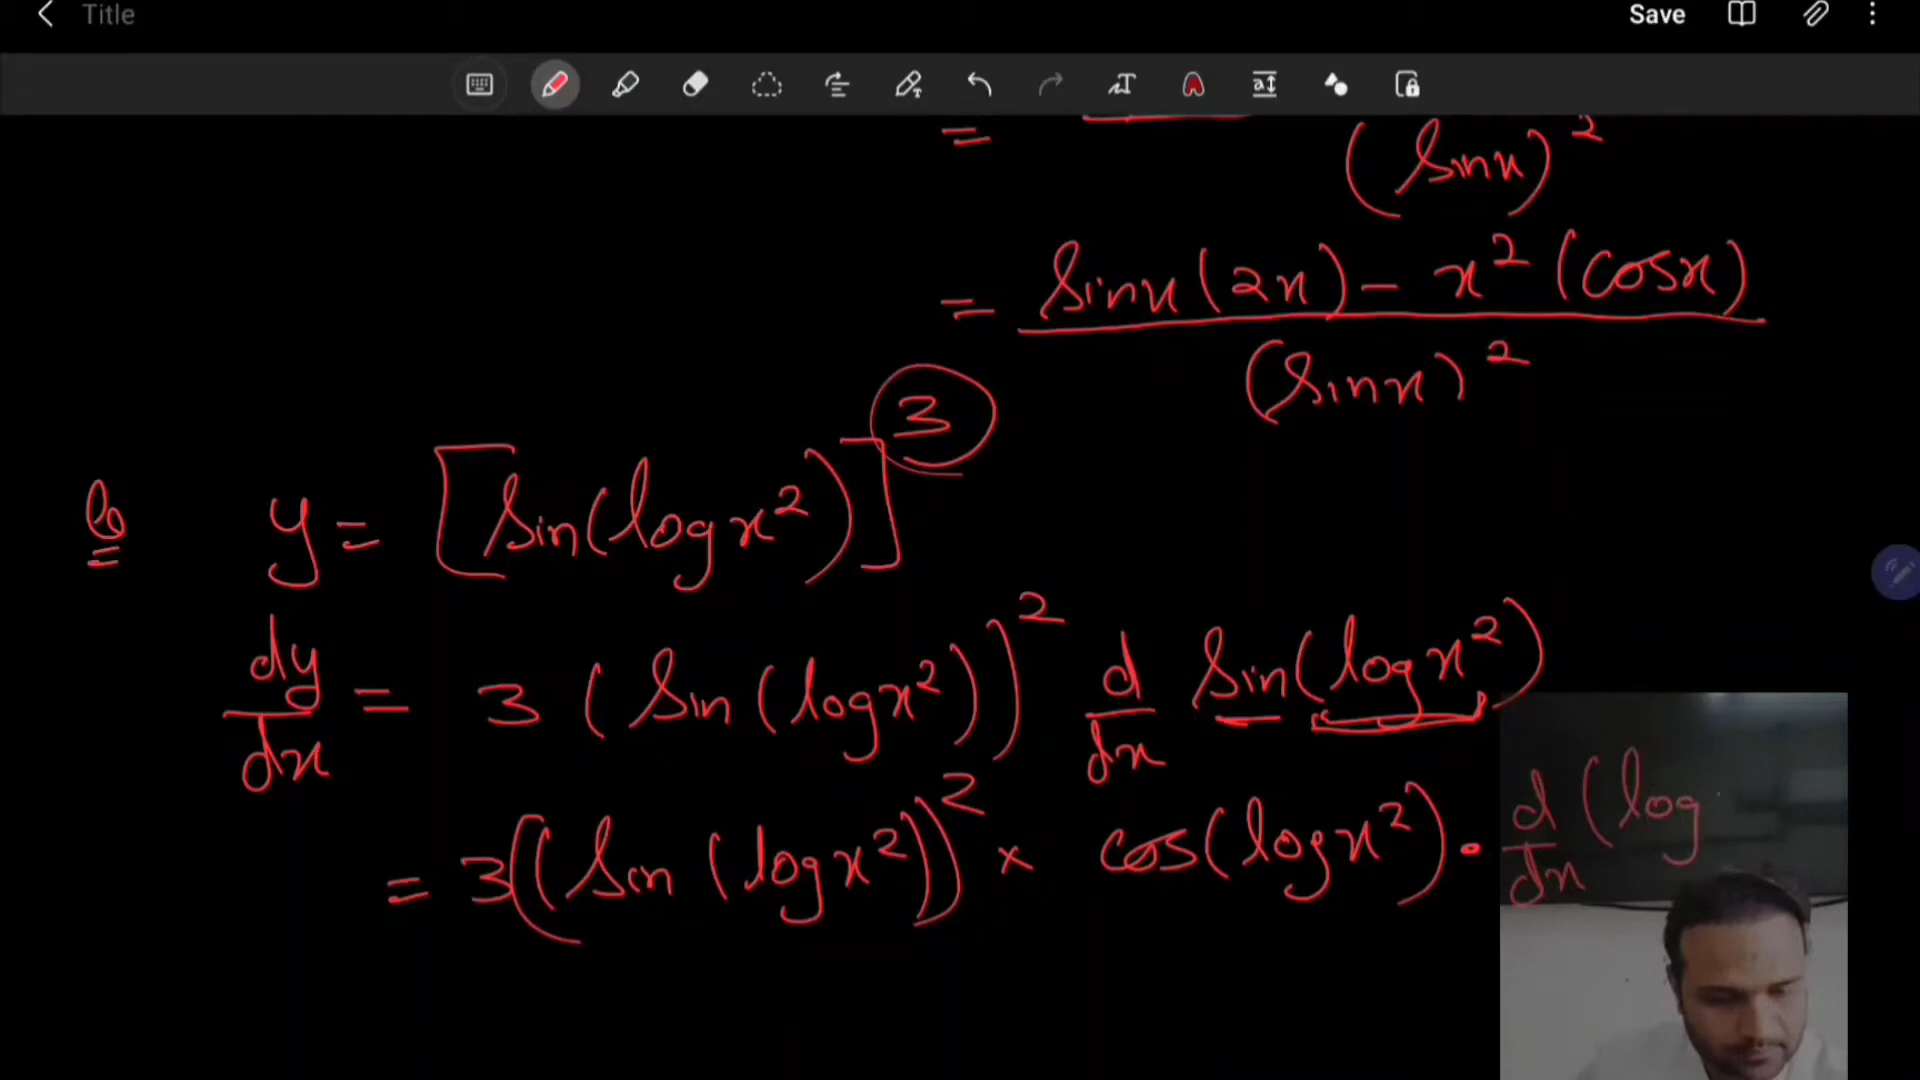 Title Save
=
(sinx)²
= sinx(2x) - x²(cosx) / (sinx)²
Q y = [sin(logx²)]³
dy/dx = 3 (sin(logx²))² d/dx sin(logx²)
= 3((sin(logx²))² × cos(logx²) • d/dx (log